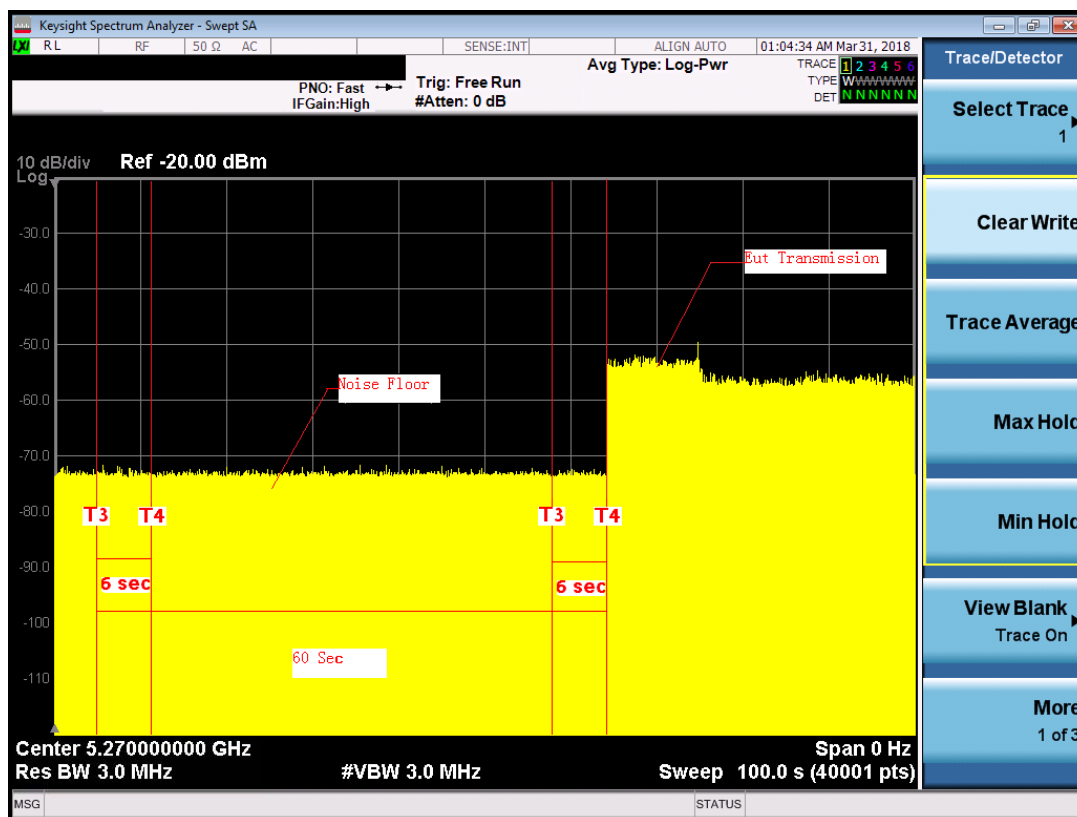 Keysight Spectrum Analyzer - Swept SA
LXI RL RF 50 Ω AC SENSE:INT ALIGN AUTO 01:04:34 AM Mar 31, 2018
Trace/Detector
Avg Type: Log-Pwr
TRACE 1 2 3 4 5 6
TYPE WWWWWW
DET N N N N N N
PNO: Fast
IFGain:High
Trig: Free Run
#Atten: 0 dB
Select Trace
1
10 dB/div Ref -20.00 dBm
Log
Clear Write
-30.0
Eut Transmission
-40.0
Trace Average
-50.0
Noise Floor
-60.0
Max Hold
-70.0
-80.0
T3 T4 T3 T4
Min Hold
-90.0
6 sec 6 sec
-100
View Blank
Trace On
60 Sec
-110
More
1 of 3
Center 5.270000000 GHz Span 0 Hz
Res BW 3.0 MHz #VBW 3.0 MHz Sweep 100.0 s (40001 pts)
MSG STATUS